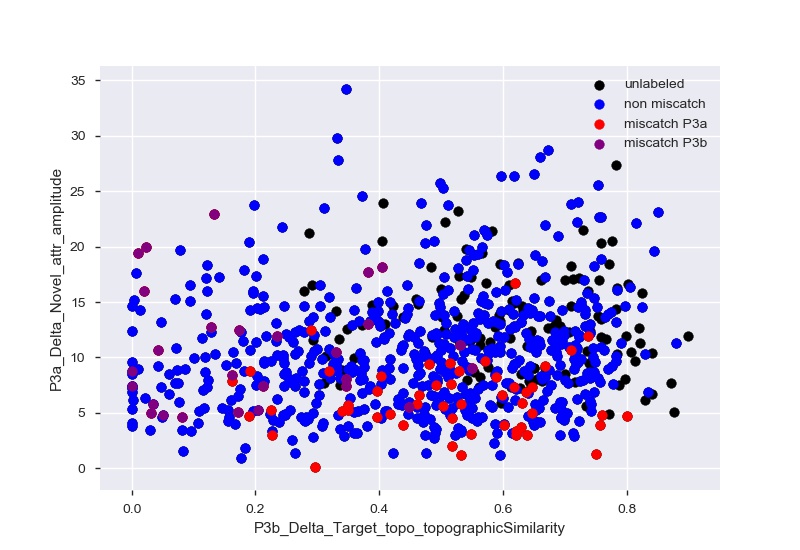 35
30
25
20
15
10
5
0
P3a_Delta_Novel_attr_amplitude
unlabeled
non miscatch
miscatch P3a
miscatch P3b
0.0 0.2 0.4 0.6 0.8
P3b_Delta_Target_topo_topographicSimilarity